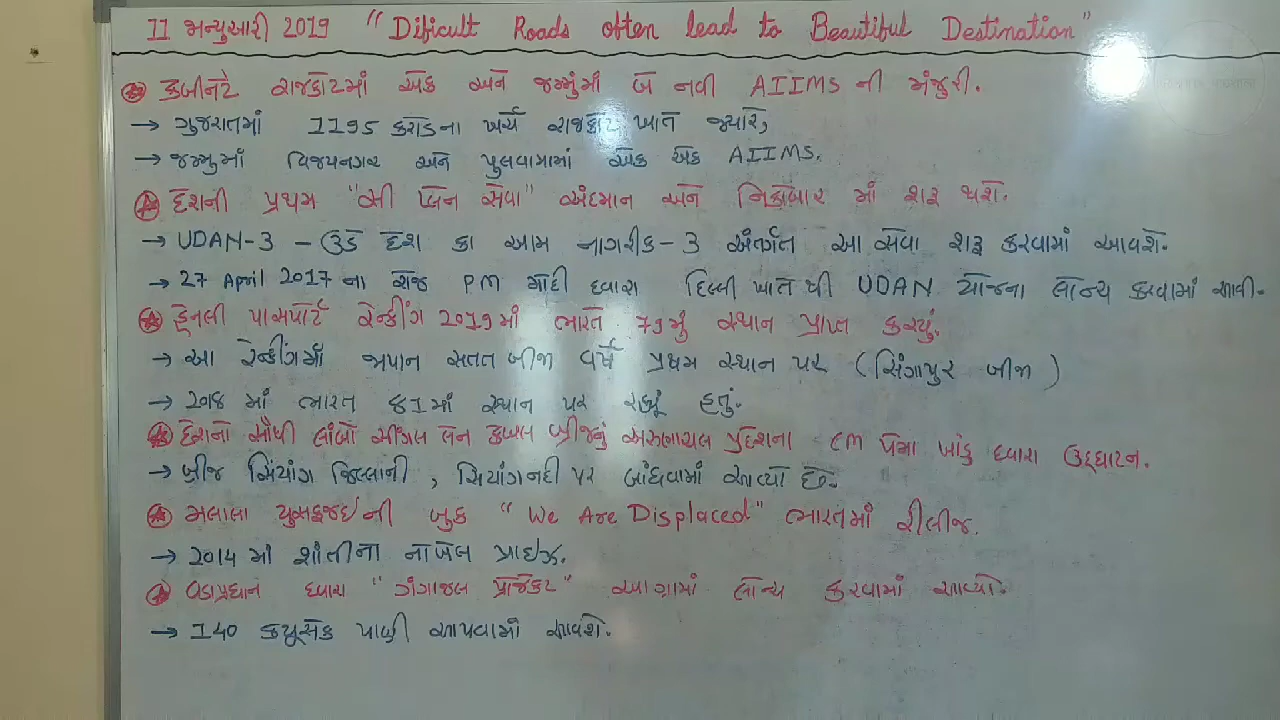 11 જાન્યુઆરી 2019 "Dificult Roads often lead to Beautiful Destination"
કેબીનેટે રાજકોટમાં એક અને જમ્મુમાં બે નવી AIIMS ની મંજુરી.
→ ગુજરાતમાં 1195 કરોડના ખર્ચે રાજકોટ ખાતે જ્યારે,
→ જમ્મુમાં વિજયનગર અને પુલવામામાં એક એક AIIMS.
દેશની પ્રથમ "સી પ્લેન સેવા" અંદમાન અને નિકોબાર માં શરૂ થશે.
→ UDAN-3 - ઉડે દેશ કા આમ નાગરીક-3 અંતર્ગત આ સેવા શરૂ કરવામાં આવશે.
→ 27 April 2017 ના રોજ PM મોદી દ્વારા દિલ્લી ખાતેથી UDAN યોજના લોન્ચ કરવામાં આવી.
હેનલી પાસપોર્ટ રેન્કીંગ 2019માં ભારતે 79મું સ્થાન પ્રાપ્ત કર્યું.
→ આ રેન્કીંગમાં જાપાન સતત બીજા વર્ષે પ્રથમ સ્થાન પર (સિંગાપુર બીજા)
→ 2018 માં ભારત 81માં સ્થાન પર રહ્યું હતું.
દેશનો સૌથી લાંબો સીંગલ લેન કેબલ બ્રીજનું અરુણાચલ પ્રદેશના CM પેમા ખાંડુ દ્વારા ઉદ્ઘાટન.
→ બ્રીજ સિયાંગ જિલ્લાની, સિયાંગ નદી પર બાંધવામાં આવ્યો છે.
મલાલા યુસુફજઈની બુક "We Are Displaced" ભારતમાં રીલીજ.
→ 2014 માં શાંતીના નોબેલ પ્રાઈઝ.
વડાપ્રધાન દ્વારા "ગંગાજલ પ્રોજેક્ટ" આગ્રામાં લોન્ચ કરવામાં આવ્યો.
→ 140 ક્યુસેક પાણી આપવામાં આવશે.